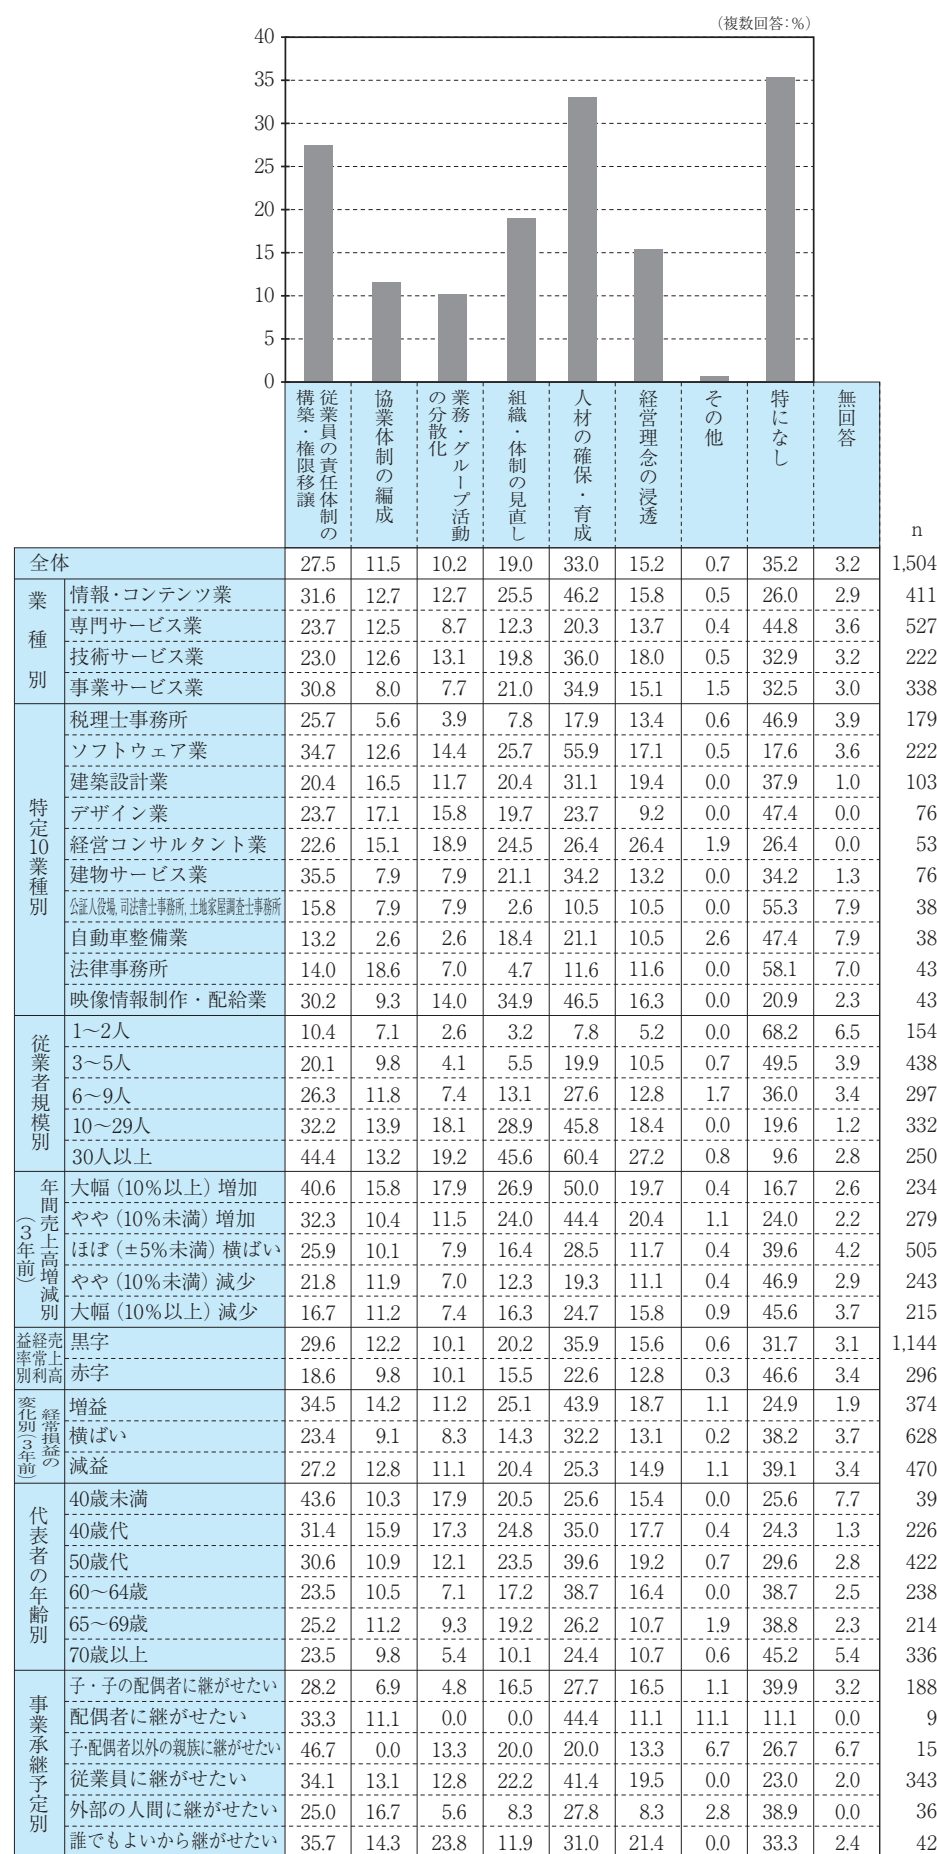 （複数回答：％）
40
35
30
25
20
15
10
5
0
従業員の責任体制の構築・権限移譲
協業体制の編成
業務・グループ活動の分散化
組織・体制の見直し
人材の確保・育成
経営理念の浸透
その他
特になし
無回答
n
全体 27.5 11.5 10.2 19.0 33.0 15.2 0.7 35.2 3.2 1,504
業種別
情報・コンテンツ業 31.6 12.7 12.7 25.5 46.2 15.8 0.5 26.0 2.9 411
専門サービス業 23.7 12.5 8.7 12.3 20.3 13.7 0.4 44.8 3.6 527
技術サービス業 23.0 12.6 13.1 19.8 36.0 18.0 0.5 32.9 3.2 222
事業サービス業 30.8 8.0 7.7 21.0 34.9 15.1 1.5 32.5 3.0 338
特定10業種別
税理士事務所 25.7 5.6 3.9 7.8 17.9 13.4 0.6 46.9 3.9 179
ソフトウェア業 34.7 12.6 14.4 25.7 55.9 17.1 0.5 17.6 3.6 222
建築設計業 20.4 16.5 11.7 20.4 31.1 19.4 0.0 37.9 1.0 103
デザイン業 23.7 17.1 15.8 19.7 23.7 9.2 0.0 47.4 0.0 76
経営コンサルタント業 22.6 15.1 18.9 24.5 26.4 26.4 1.9 26.4 0.0 53
建物サービス業 35.5 7.9 7.9 21.1 34.2 13.2 0.0 34.2 1.3 76
公証人役場, 司法書士事務所, 土地家屋調査士事務所 15.8 7.9 7.9 2.6 10.5 10.5 0.0 55.3 7.9 38
自動車整備業 13.2 2.6 2.6 18.4 21.1 10.5 2.6 47.4 7.9 38
法律事務所 14.0 18.6 7.0 4.7 11.6 11.6 0.0 58.1 7.0 43
映像情報制作・配給業 30.2 9.3 14.0 34.9 46.5 16.3 0.0 20.9 2.3 43
従業者規模別
1〜2人 10.4 7.1 2.6 3.2 7.8 5.2 0.0 68.2 6.5 154
3〜5人 20.1 9.8 4.1 5.5 19.9 10.5 0.7 49.5 3.9 438
6〜9人 26.3 11.8 7.4 13.1 27.6 12.8 1.7 36.0 3.4 297
10〜29人 32.2 13.9 18.1 28.9 45.8 18.4 0.0 19.6 1.2 332
30人以上 44.4 13.2 19.2 45.6 60.4 27.2 0.8 9.6 2.8 250
年間売上高増減別（3年前）
大幅（10％以上）増加 40.6 15.8 17.9 26.9 50.0 19.7 0.4 16.7 2.6 234
やや（10％未満）増加 32.3 10.4 11.5 24.0 44.4 20.4 1.1 24.0 2.2 279
ほぼ（±5％未満）横ばい 25.9 10.1 7.9 16.4 28.5 11.7 0.4 39.6 4.2 505
やや（10％未満）減少 21.8 11.9 7.0 12.3 19.3 11.1 0.4 46.9 2.9 243
大幅（10％以上）減少 16.7 11.2 7.4 16.3 24.7 15.8 0.9 45.6 3.7 215
売上高経常利益率別
黒字 29.6 12.2 10.1 20.2 35.9 15.6 0.6 31.7 3.1 1,144
赤字 18.6 9.8 10.1 15.5 22.6 12.8 0.3 46.6 3.4 296
経常損益の変化別（3年前）
増益 34.5 14.2 11.2 25.1 43.9 18.7 1.1 24.9 1.9 374
横ばい 23.4 9.1 8.3 14.3 32.2 13.1 0.2 38.2 3.7 628
減益 27.2 12.8 11.1 20.4 25.3 14.9 1.1 39.1 3.4 470
代表者の年齢別
40歳未満 43.6 10.3 17.9 20.5 25.6 15.4 0.0 25.6 7.7 39
40歳代 31.4 15.9 17.3 24.8 35.0 17.7 0.4 24.3 1.3 226
50歳代 30.6 10.9 12.1 23.5 39.6 19.2 0.7 29.6 2.8 422
60〜64歳 23.5 10.5 7.1 17.2 38.7 16.4 0.0 38.7 2.5 238
65〜69歳 25.2 11.2 9.3 19.2 26.2 10.7 1.9 38.8 2.3 214
70歳以上 23.5 9.8 5.4 10.1 24.4 10.7 0.6 45.2 5.4 336
事業承継予定別
子・子の配偶者に継がせたい 28.2 6.9 4.8 16.5 27.7 16.5 1.1 39.9 3.2 188
配偶者に継がせたい 33.3 11.1 0.0 0.0 44.4 11.1 11.1 11.1 0.0 9
子・配偶者以外の親族に継がせたい 46.7 0.0 13.3 20.0 20.0 13.3 6.7 26.7 6.7 15
従業員に継がせたい 34.1 13.1 12.8 22.2 41.4 19.5 0.0 23.0 2.0 343
外部の人間に継がせたい 25.0 16.7 5.6 8.3 27.8 8.3 2.8 38.9 0.0 36
誰でもよいから継がせたい 35.7 14.3 23.8 11.9 31.0 21.4 0.0 33.3 2.4 42